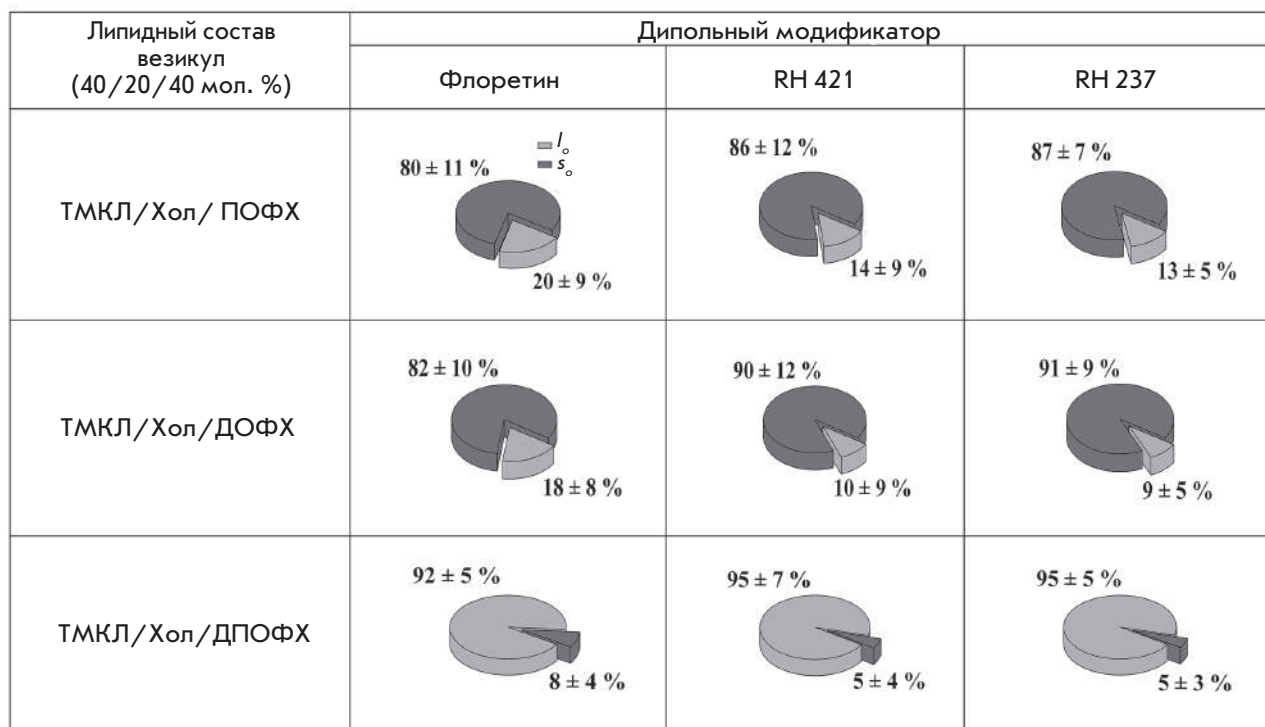 Липидный состав
везикул
(40/20/40 мол. %)
Дипольный модификатор
Флоретин
RH 421
RH 237
ТМКЛ/Хол/ ПОФХ
80 ± 11 %
lₒ
sₒ
20 ± 9 %
86 ± 12 %
14 ± 9 %
87 ± 7 %
13 ± 5 %
ТМКЛ/Хол/ДОФХ
82 ± 10 %
18 ± 8 %
90 ± 12 %
10 ± 9 %
91 ± 9 %
9 ± 5 %
ТМКЛ/Хол/ДПОФХ
92 ± 5 %
8 ± 4 %
95 ± 7 %
5 ± 4 %
95 ± 5 %
5 ± 3 %